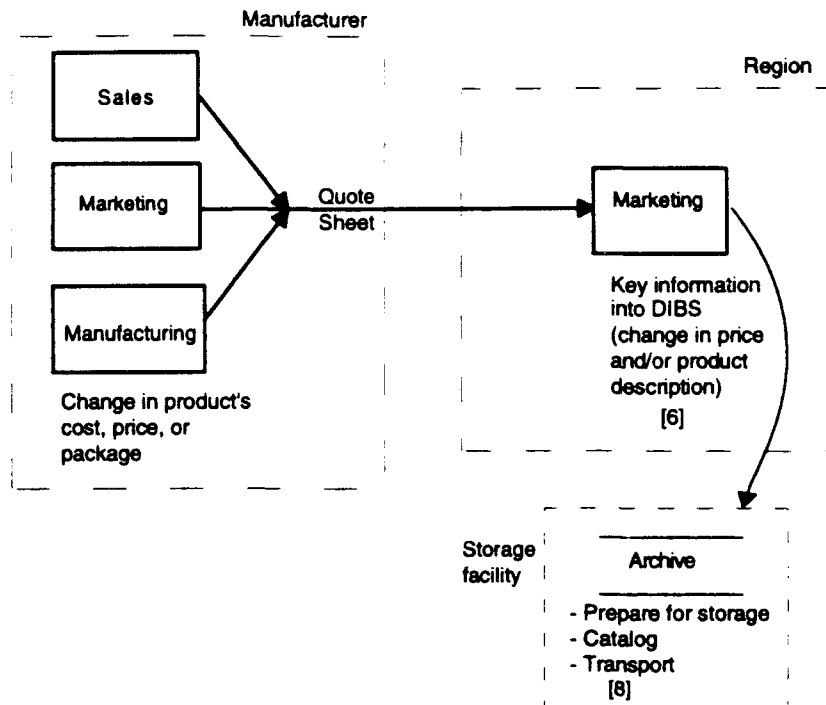 Manufacturer
Sales
Marketing
Manufacturing
Change in product's
cost, price, or
package
Quote
Sheet
Region
Marketing
Key information
into DIBS
(change in price
and/or product
description)
[6]
Storage
facility
Archive
- Prepare for storage
- Catalog
- Transport
[8]